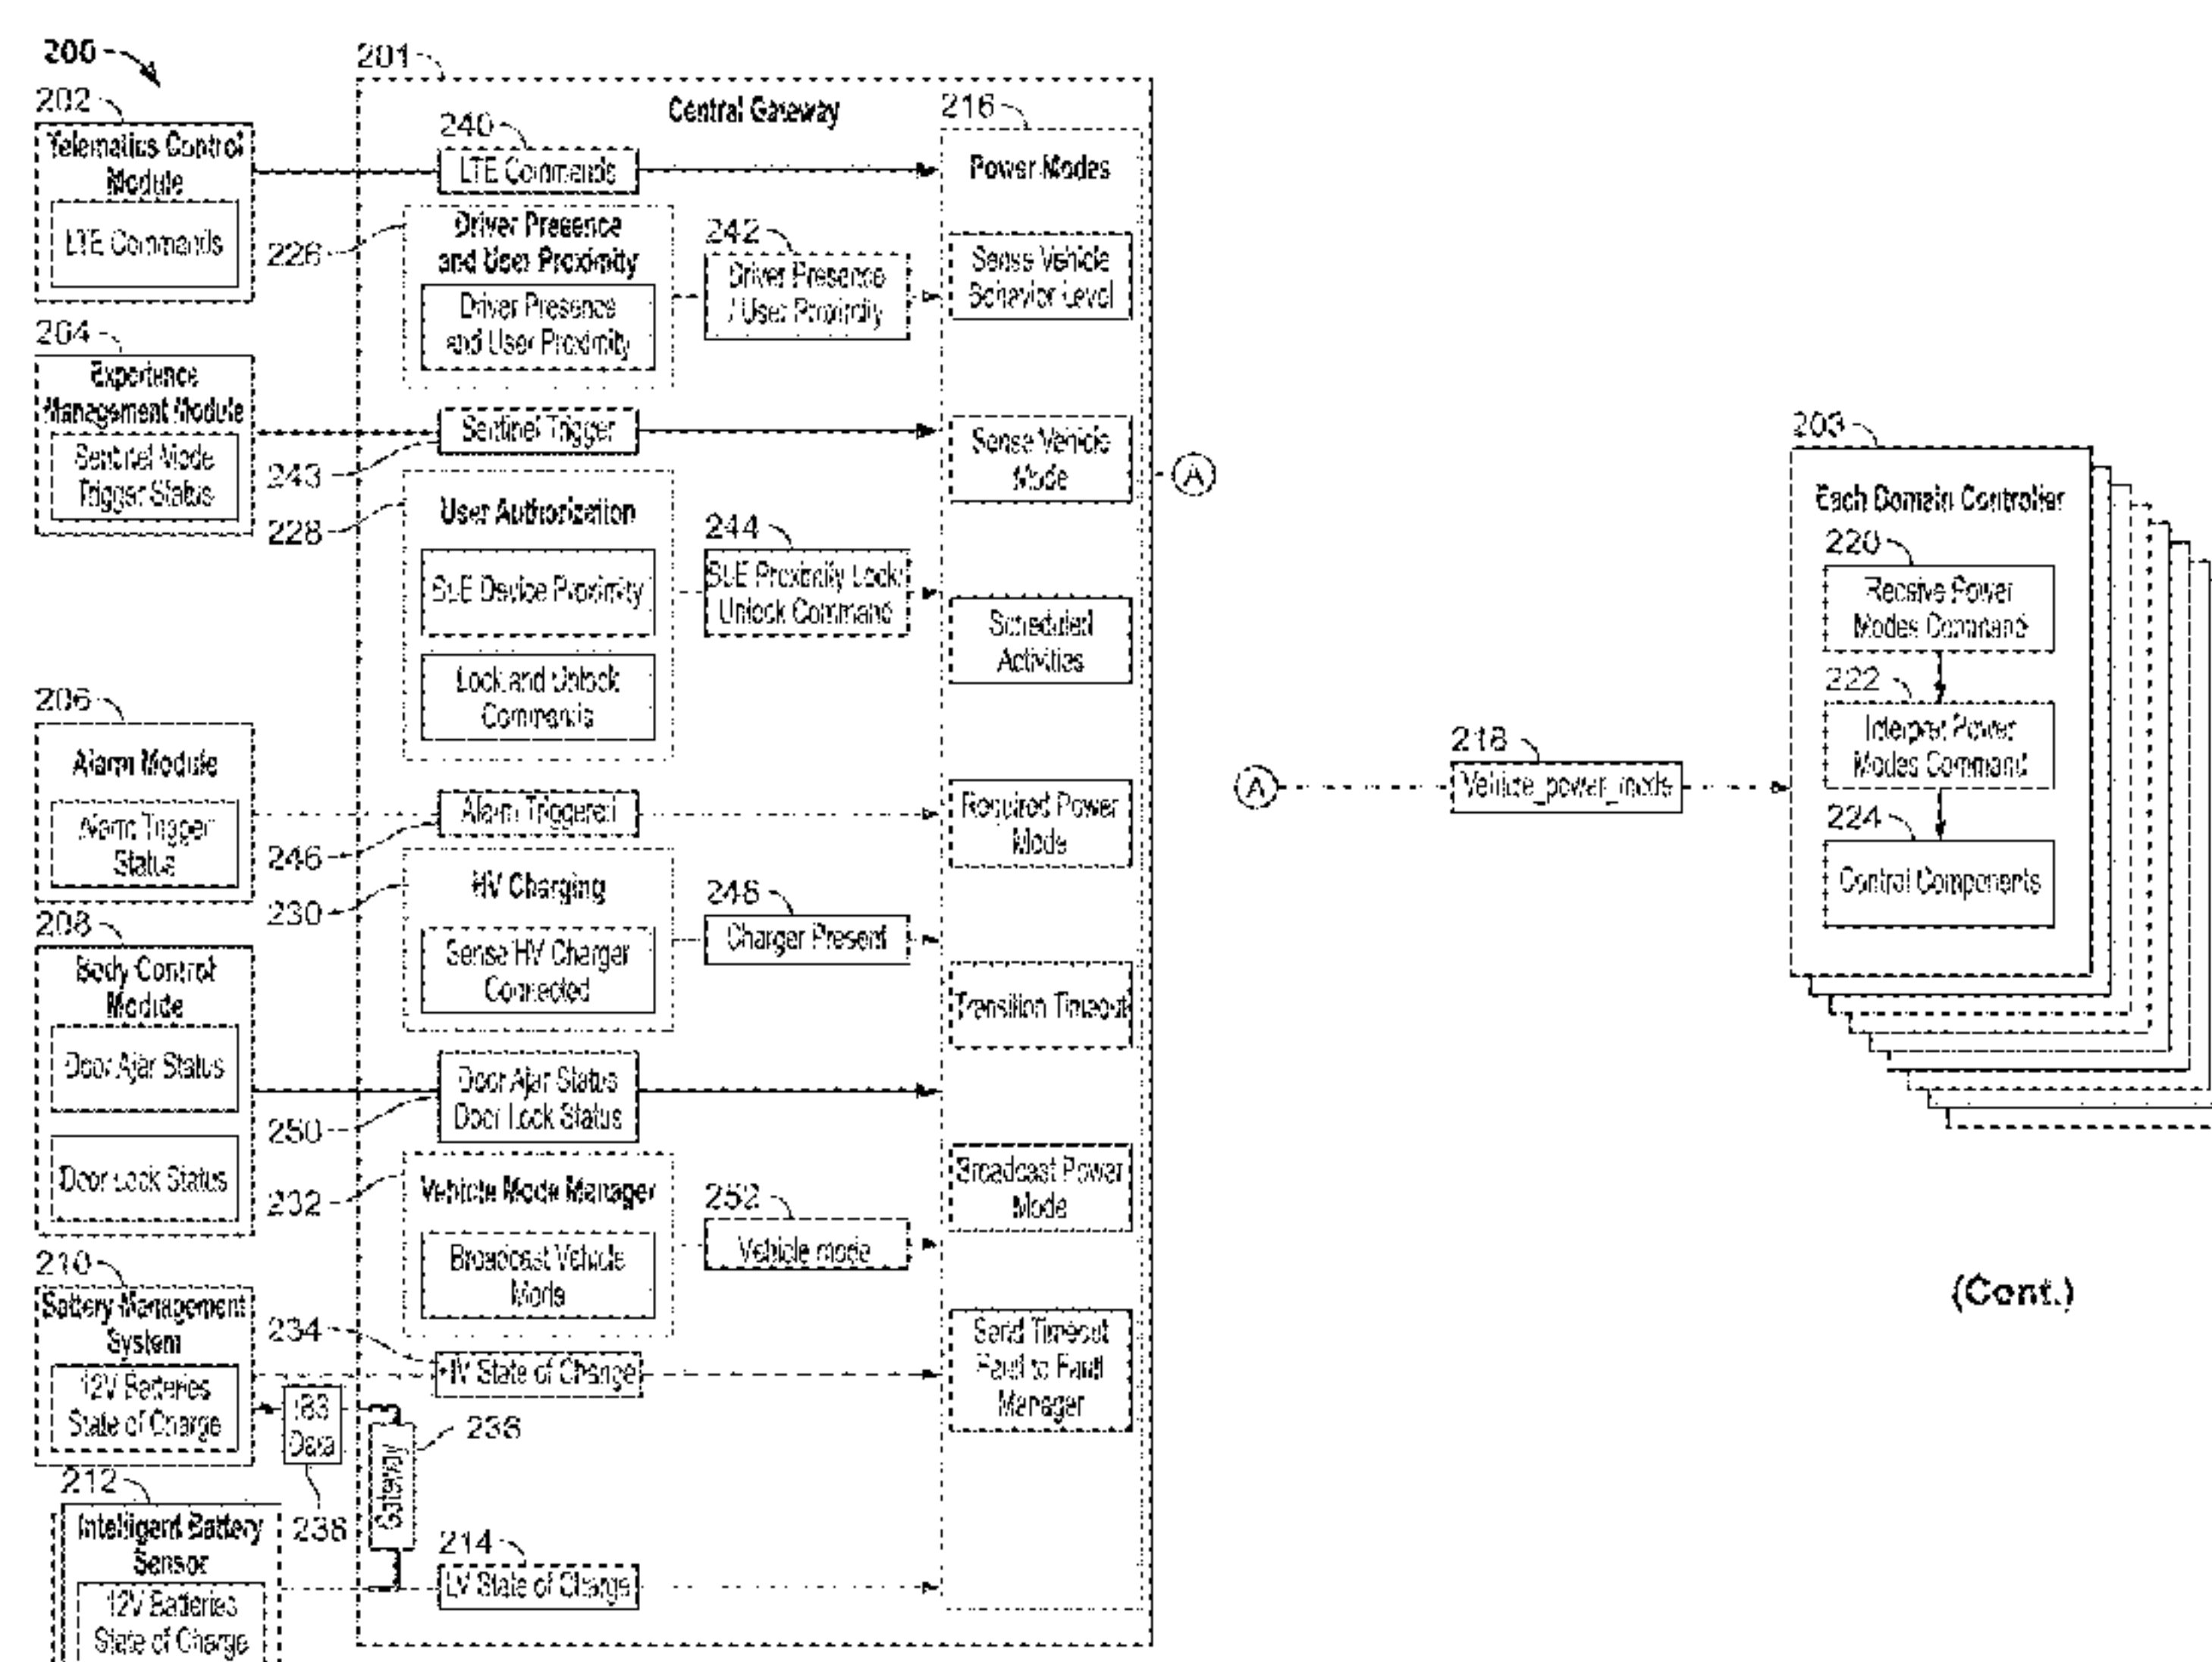 200
202
Telematics Control
Module
LTE Commands
204
Experience
Management Module
Sentinel Mode
Trigger Status
206
Alarm Module
Alarm Trigger
Status
208
Body Control
Module
Door Ajar Status
Door Lock Status
210
Battery Management
System
12V Batteries
State of Charge
212
Intelligent Battery
Sensor
12V Batteries
State of Charge
IBS
Data
238
201
Central Gateway
240
LTE Commands
226
Driver Presence
and User Proximity
Driver Presence
and User Proximity
242
Driver Presence
/ User Proximity
Sentinel Trigger
243
228
User Authorization
BLE Device Proximity
Lock and Unlock
Commands
244
BLE Proximity Lock/
Unlock Command
Alarm Triggered
246
230
HV Charging
Sense HV Charger
Connected
248
Charger Present
Door Ajar Status
Door Lock Status
250
232
Vehicle Mode Manager
Broadcast Vehicle
Mode
252
Vehicle mode
234
HV State of Charge
236
Gateway
214
LV State of Charge
216
Power Modes
Sense Vehicle
Behavior Level
Sense Vehicle
Mode
Scheduled
Activities
Required Power
Mode
Transition Timeout
Broadcast Power
Mode
Send Timeout
Fault to Fault
Manager
A
A
218
Vehicle_power_mode
203
Each Domain Controller
220
Receive Power
Modes Command
222
Interpret Power
Modes Command
224
Control Components
(Cont.)